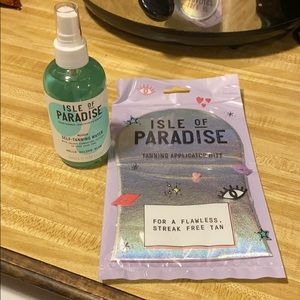 ISLE OF
PARADISE
SELF-TANNING WATER
ISLE OF
PARADISE
TANNING APPLICATOR MITT
FOR A FLAWLESS,
STREAK FREE TAN